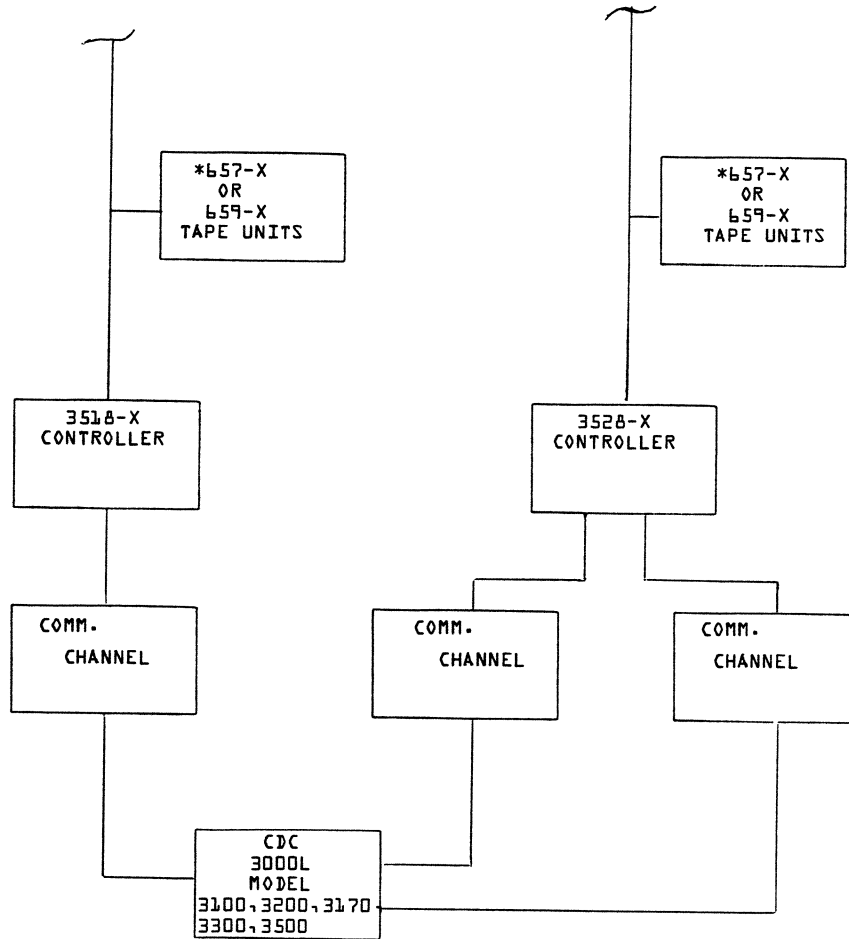 *657-X
OR
659-X
TAPE UNITS
*657-X
OR
659-X
TAPE UNITS
3518-X
CONTROLLER
3528-X
CONTROLLER
COMM.
CHANNEL
COMM.
CHANNEL
COMM.
CHANNEL
CDC
3000L
MODEL
3100,3200,3170
3300,3500